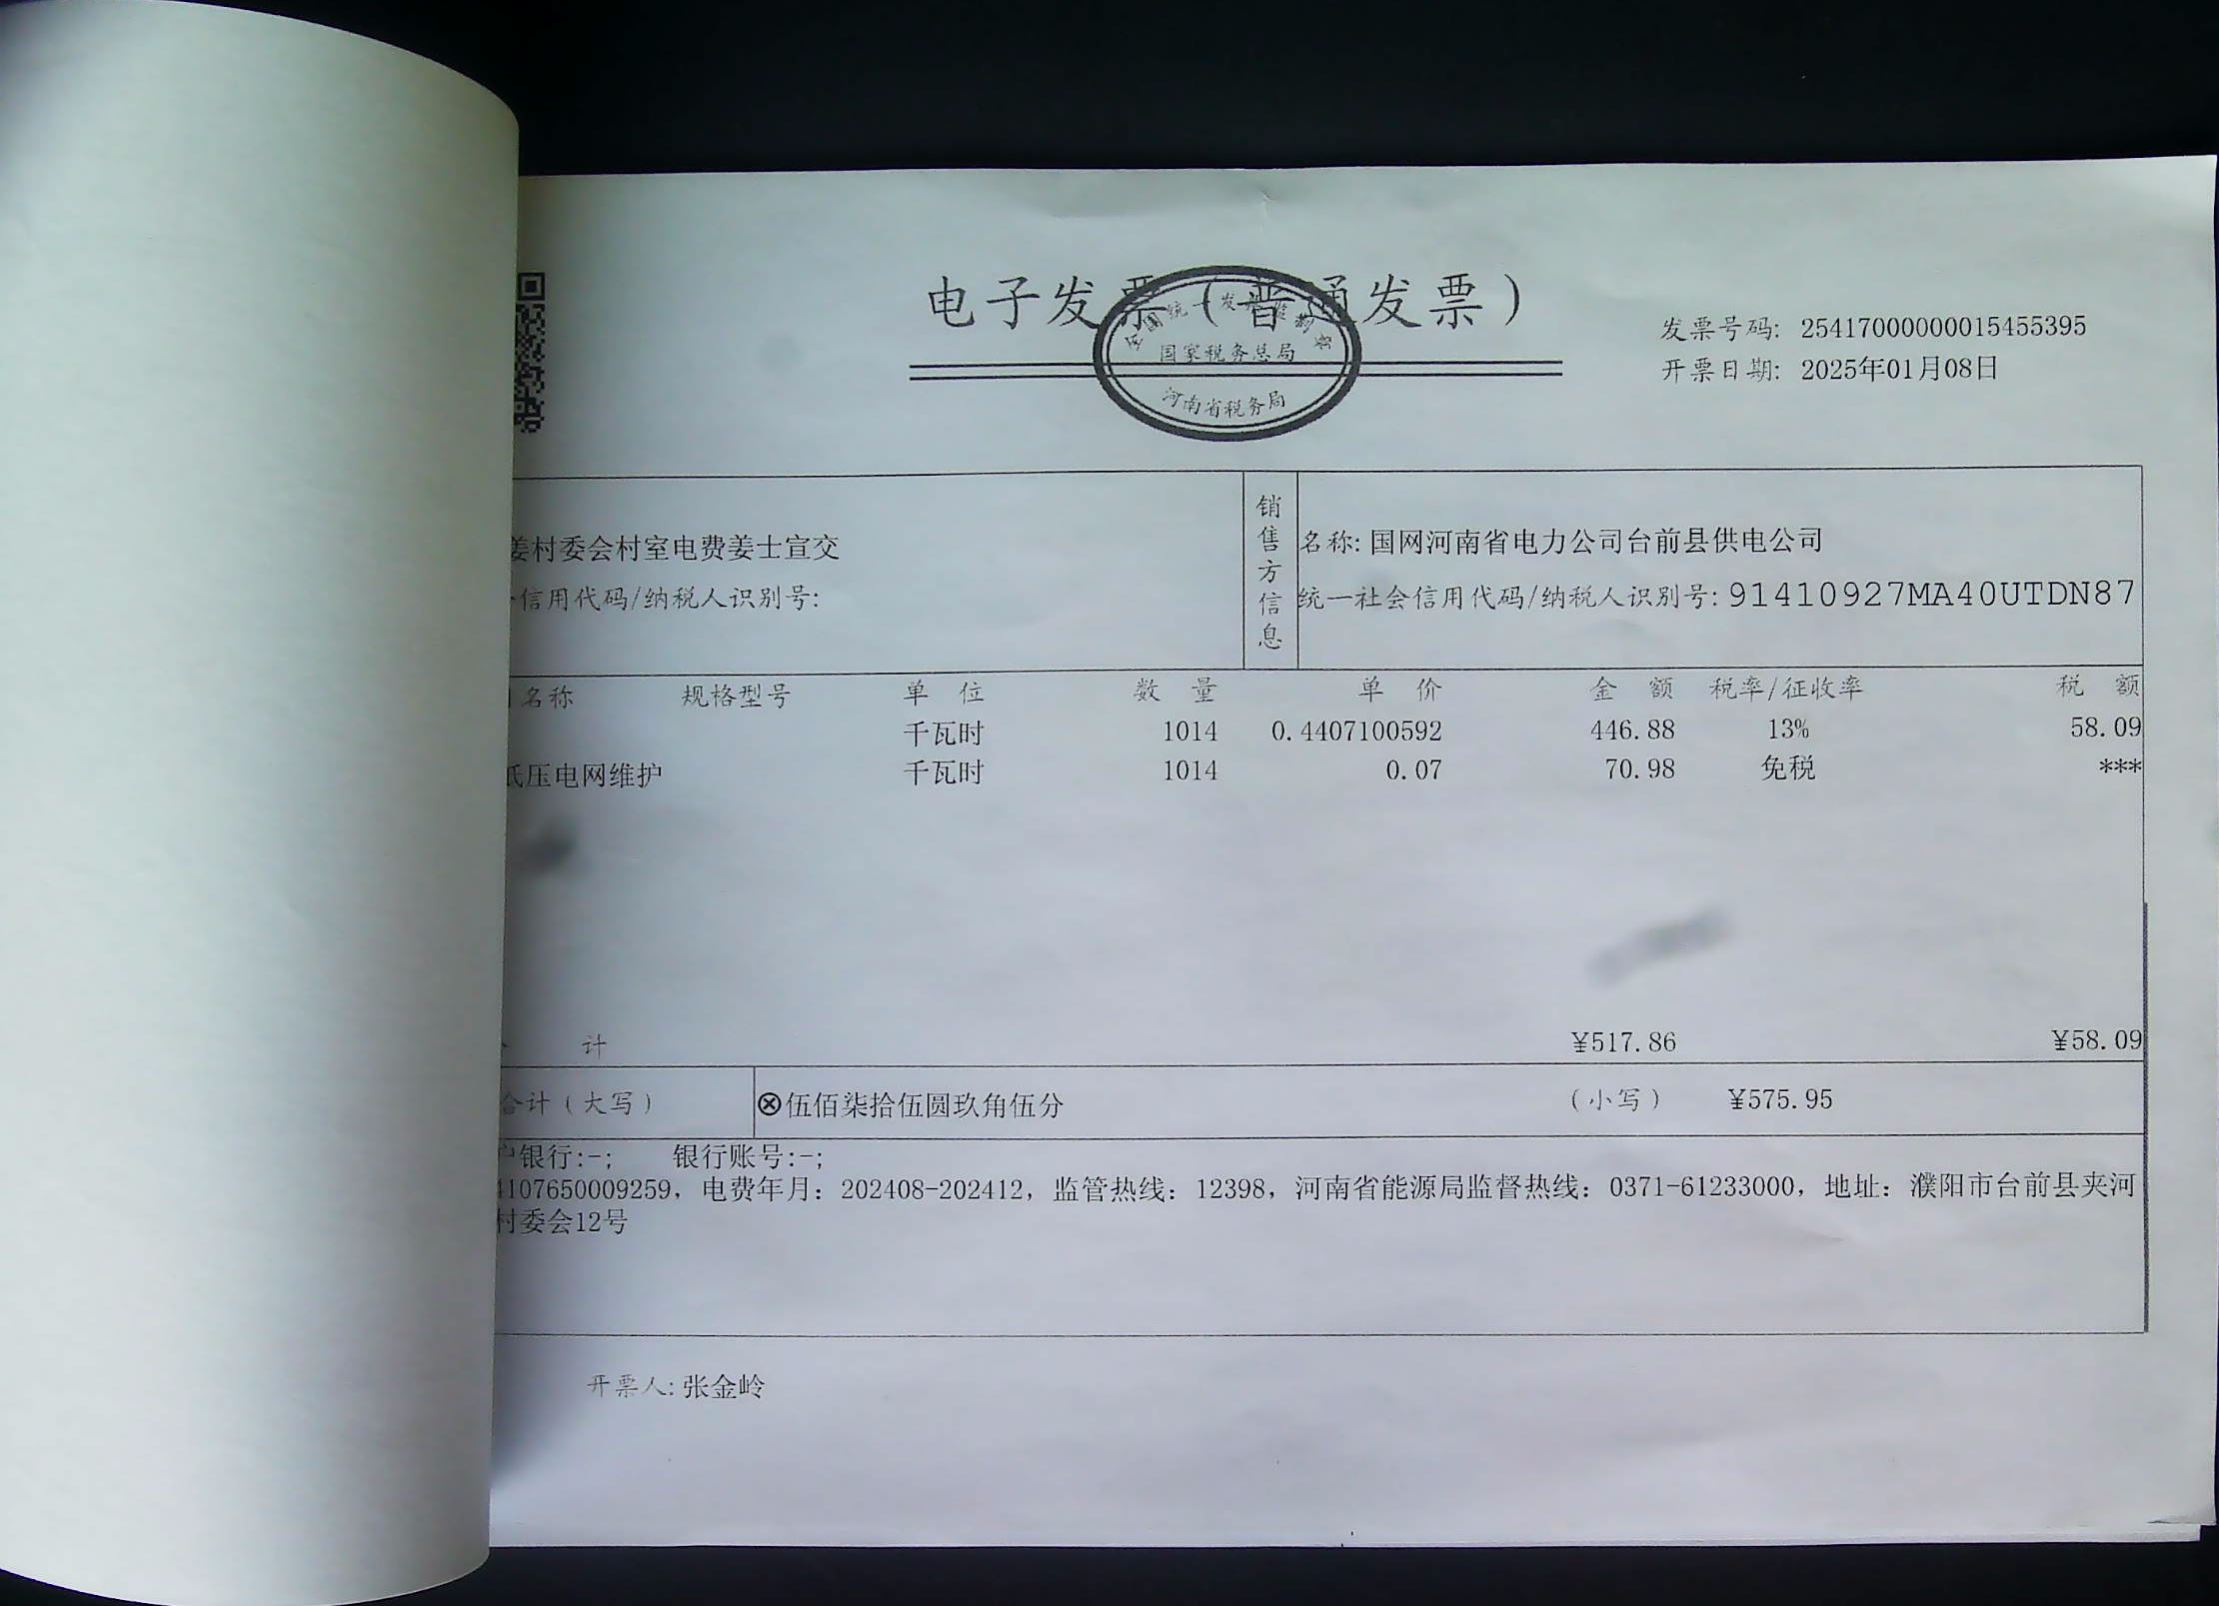 电子发票（普通发票）
全国统一发票监制章
国家税务总局
河南省税务局
发票号码: 25417000000015455395
开票日期: 2025年01月08日
姜村委会村室电费姜士宣交
信用代码/纳税人识别号:
销售方信息
名称: 国网河南省电力公司台前县供电公司
统一社会信用代码/纳税人识别号: 91410927MA40UTDN87
名称 规格型号 单 位 数 量 单 价 金 额 税率/征收率 税 额
千瓦时 1014 0.4407100592 446.88 13% 58.09
低压电网维护 千瓦时 1014 0.07 70.98 免税 ***
计 ¥517.86 ¥58.09
合计（大写） ⊗伍佰柒拾伍圆玖角伍分 （小写） ¥575.95
户银行:-; 银行账号:-;
4107650009259, 电费年月: 202408-202412, 监管热线: 12398, 河南省能源局监督热线: 0371-61233000, 地址: 濮阳市台前县夹河
村委会12号
开票人: 张金岭